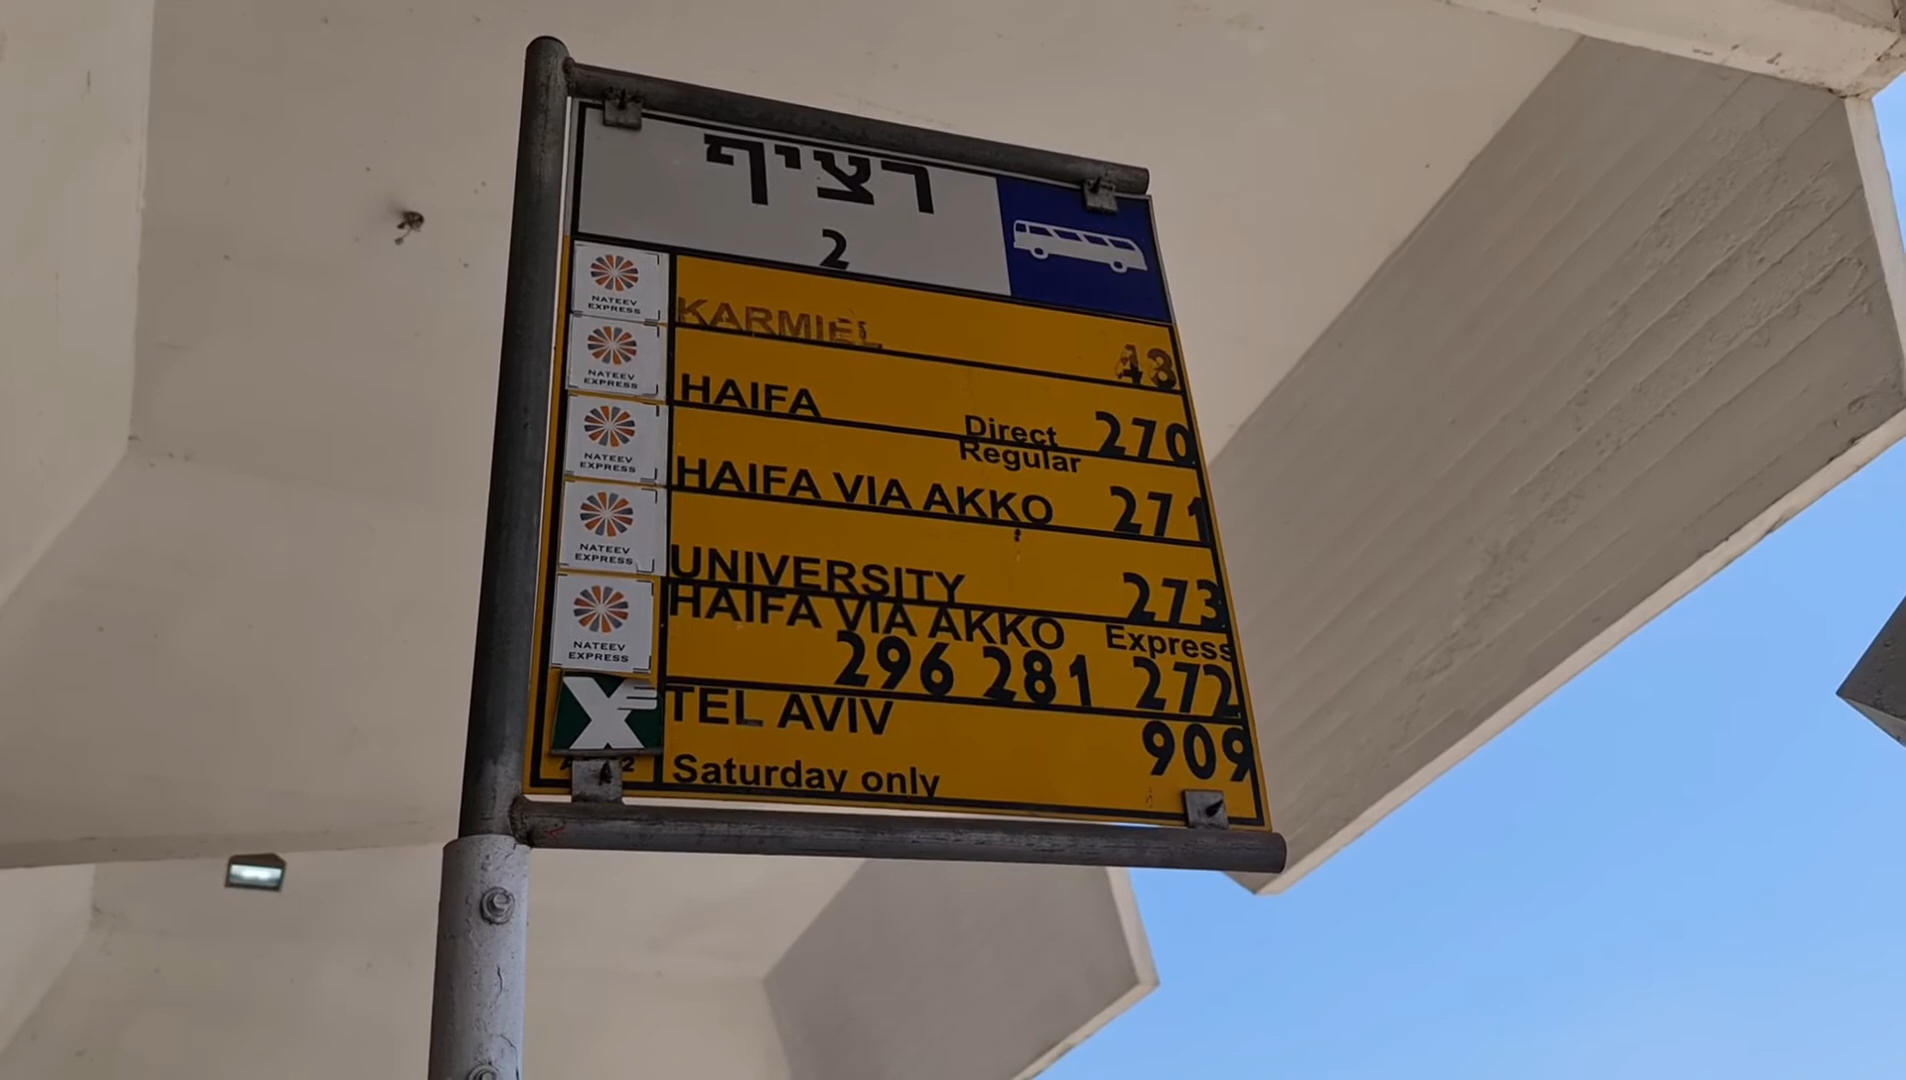 רציף
2
NATEEV EXPRESS
KARMIEL 43
NATEEV EXPRESS
HAIFA Direct 270
NATEEV EXPRESS
Regular
HAIFA VIA AKKO 271
NATEEV EXPRESS
UNIVERSITY 273
NATEEV EXPRESS
HAIFA VIA AKKO Express
296 281 272
TEL AVIV 909
Saturday only